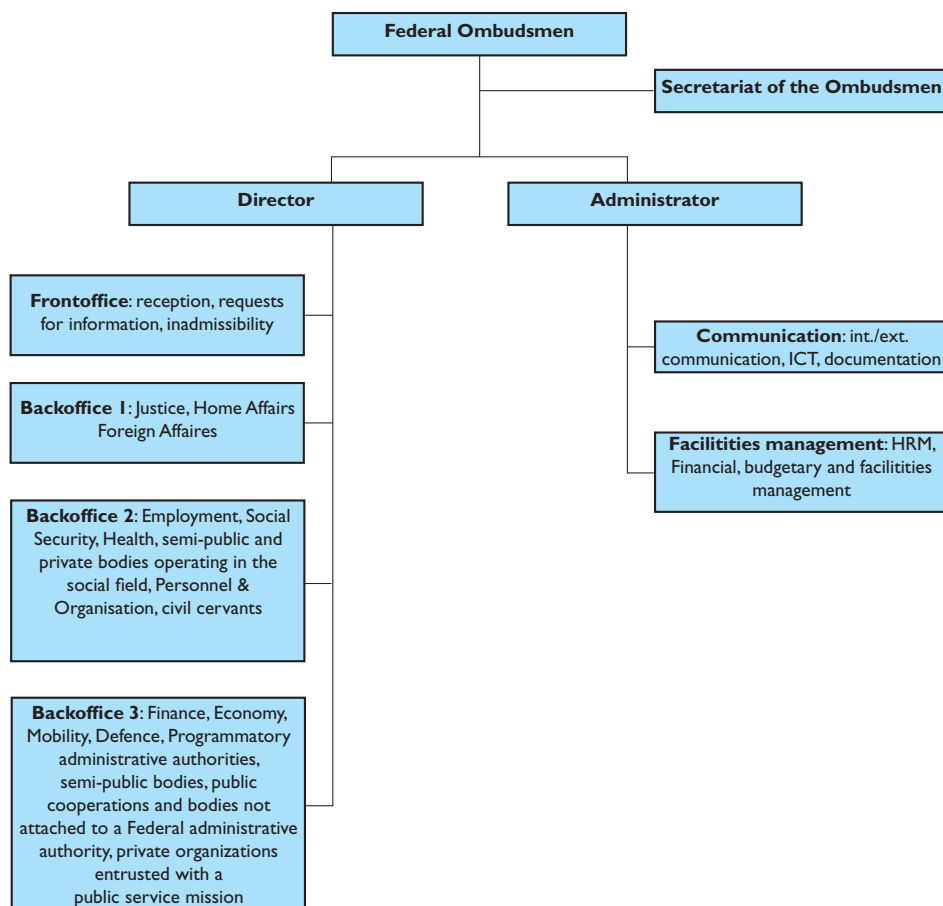 Federal Ombudsmen
Secretariat of the Ombudsmen
Director
Administrator
Frontoffice: reception, requests
for information, inadmissibility
Communication: int./ext.
communication, ICT, documentation
Backoffice 1: Justice, Home Affairs
Foreign Affaires
Facilitities management: HRM,
Financial, budgetary and facilitities
management
Backoffice 2: Employment, Social
Security, Health, semi-public and
private bodies operating in the
social field, Personnel &
Organisation, civil cervants
Backoffice 3: Finance, Economy,
Mobility, Defence, Programmatory
administrative authorities,
semi-public bodies, public
cooperations and bodies not
attached to a Federal administrative
authority, private organizations
entrusted with a
public service mission